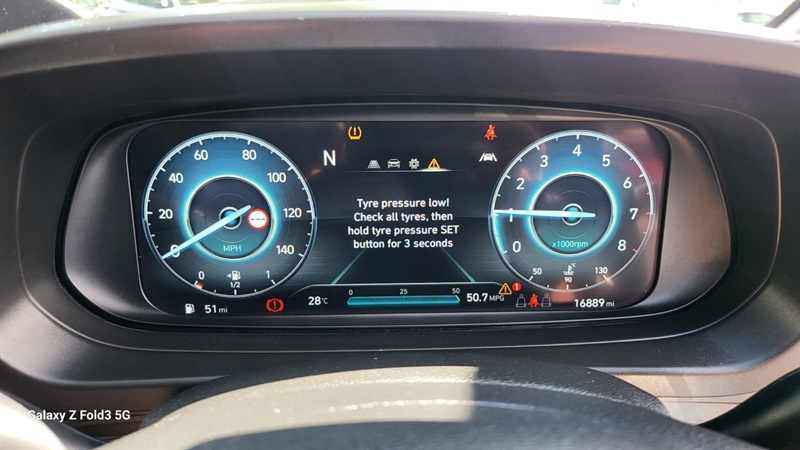 60 80
40 100
20 120
0 140
MPH
0 1/2 1
N
Tyre pressure low!
Check all tyres, then
hold tyre pressure SET
button for 3 seconds
4 5
3 6
2 7
1
0 8
x1000rpm
°C
50 90 130
51 mi
28°C
0 25 50
50.7 MPG
1
16889 mi
Galaxy Z Fold3 5G